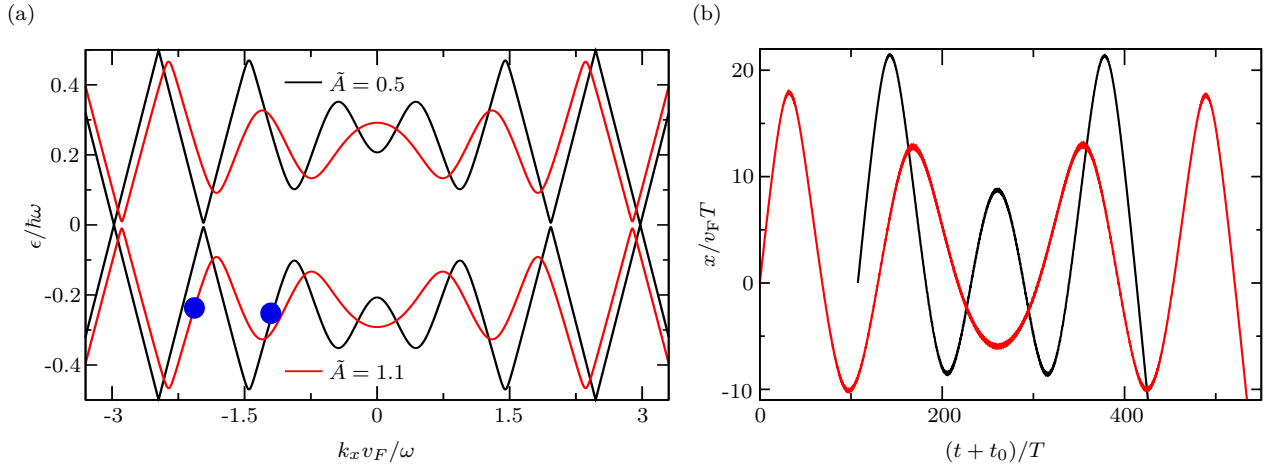 (a)
(b)
ϵ/ħω
0.4
0.2
0
-0.2
-0.4
Ã = 0.5
Ã = 1.1
-3
-1.5
0
1.5
3
k_x v_F/ω
x/v_F T
20
10
0
-10
0
200
400
(t + t_0)/T